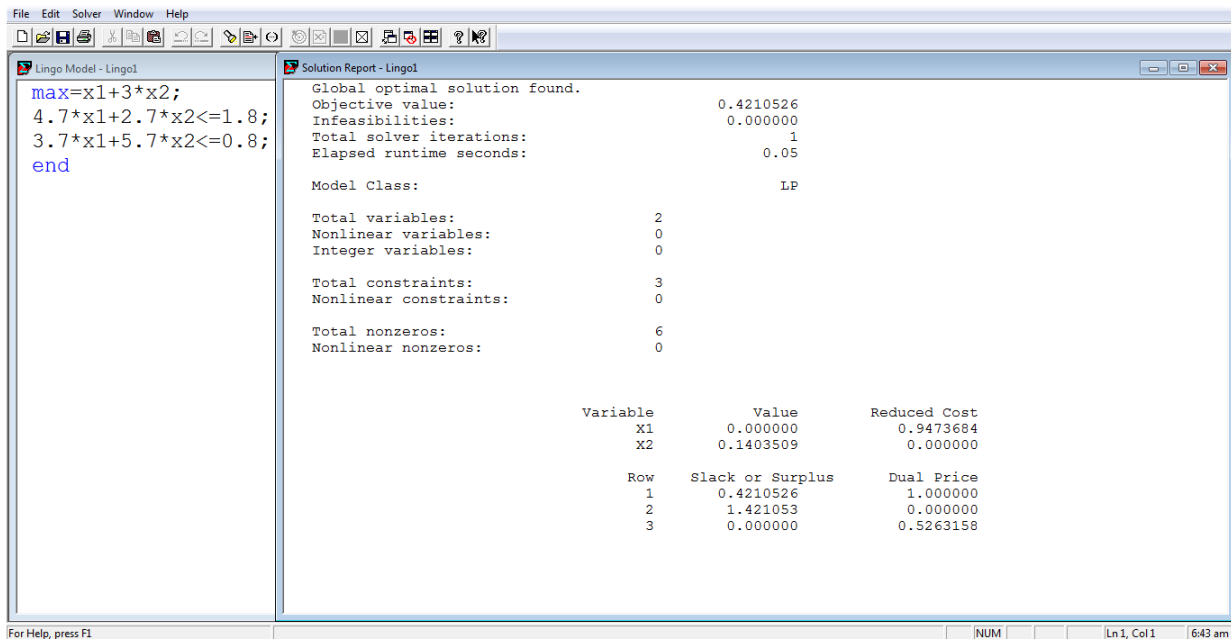 File Edit Solver Window Help
Lingo Model - Lingo1
max=x1+3*x2;
4.7*x1+2.7*x2<=1.8;
3.7*x1+5.7*x2<=0.8;
end
Solution Report - Lingo1
Global optimal solution found.
Objective value: 0.4210526
Infeasibilities: 0.000000
Total solver iterations: 1
Elapsed runtime seconds: 0.05
Model Class: LP
Total variables: 2
Nonlinear variables: 0
Integer variables: 0
Total constraints: 3
Nonlinear constraints: 0
Total nonzeros: 6
Nonlinear nonzeros: 0
Variable Value Reduced Cost
X1 0.000000 0.9473684
X2 0.1403509 0.000000
Row Slack or Surplus Dual Price
1 0.4210526 1.000000
2 1.421053 0.000000
3 0.000000 0.5263158
For Help, press F1 NUM Ln 1, Col 1 6:43 am